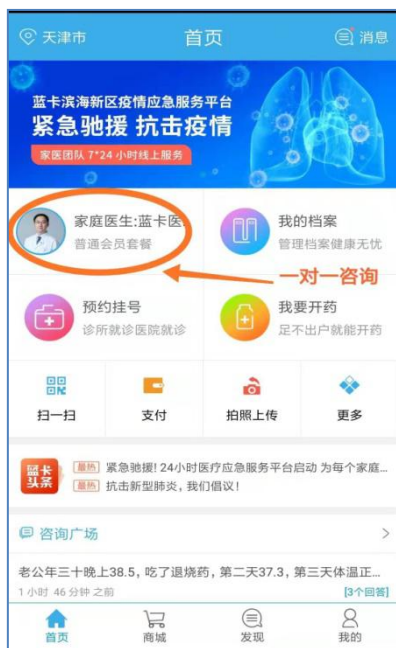 天津市
首页
消息
蓝卡滨海新区疫情应急服务平台
紧急驰援 抗击疫情
家医团队 7*24 小时线上服务
家庭医生:蓝卡医...
普通会员套餐
我的档案
管理档案健康无忧
一对一咨询
预约挂号
诊所就诊医院就诊
我要开药
足不出户就能开药
扫一扫
支付
拍照上传
更多
蓝卡
头条
最热 紧急驰援! 24小时医疗应急服务平台启动 为每个家庭...
最热 抗击新型肺炎，我们倡议！
咨询广场
老公年三十晚上38.5，吃了退烧药，第二天37.3，第三天体温正...
1 小时 46 分钟 之前
[3个回答]
首页
商城
发现
我的